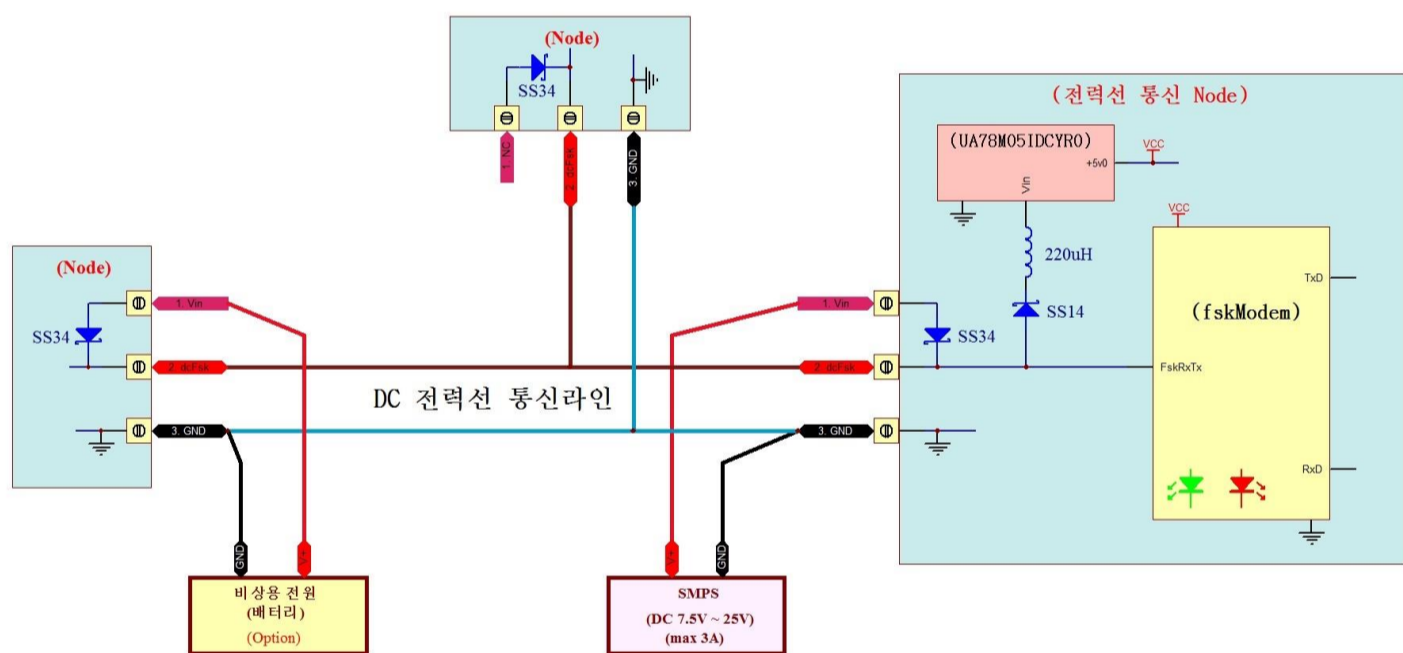 (Node)
SS34
1. NC
2. dcFsk
3. GND
(전력선 통신 Node)
(UA78M05IDCYRO)
+5v0
VCC
Vin
220uH
SS14
VCC
TxD
(fskModem)
FskRxTx
RxD
(Node)
SS34
1. Vin
2. dcFsk
3. GND
DC 전력선 통신라인
1. Vin
2. dcFsk
3. GND
SS34
GND
V+
비상용 전원
(배터리)
(Option)
V+
GND
SMPS
(DC 7.5V ~ 25V)
(max 3A)